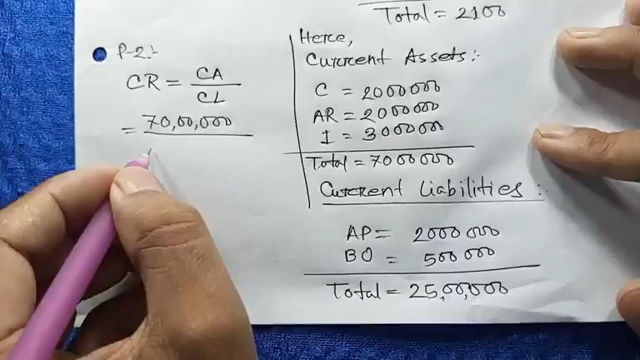 Total = 2100
P-2:
CR = CA
CL
= 70,00,000
Here,
Current Assets:
C = 2000000
AR = 2000000
I = 3000000
Total = 7000000
Current Liabilities:
AP = 2000000
BO = 500000
Total = 25,00,000